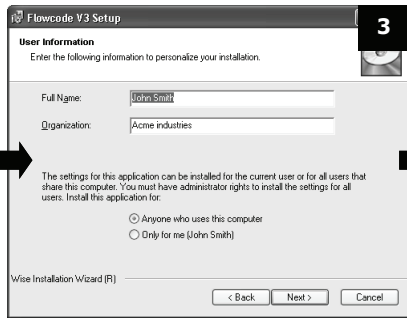 Flowcode V3 Setup
3
User Information
Enter the following information to personalize your installation.
Full Name:
John Smith
Organization:
Acme industries
The settings for this application can be installed for the current user or for all users that
share this computer. You must have administrator rights to install the settings for all
users. Install this application for:
Anyone who uses this computer
Only for me (John Smith)
Wise Installation Wizard (R)
< Back
Next >
Cancel